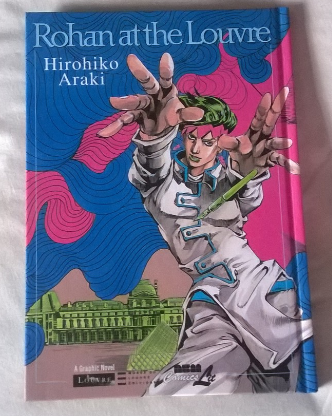 Rohan at the Louvre
Hirohiko
Araki
A Graphic Novel